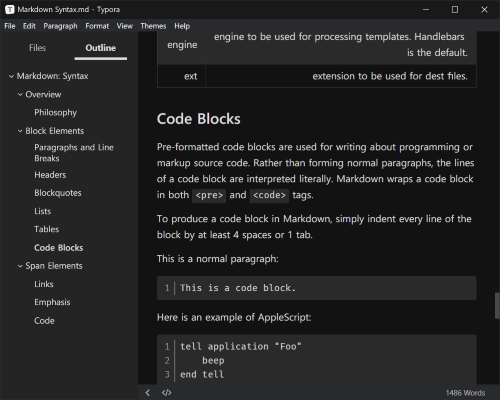 Markdown Syntax.md - Typora
File Edit Paragraph Format View Themes Help
Files Outline
Markdown: Syntax
Overview
Philosophy
Block Elements
Paragraphs and Line
Breaks
Headers
Blockquotes
Lists
Tables
Code Blocks
Span Elements
Links
Emphasis
Code
engine
engine to be used for processing templates. Handlebars
is the default.
ext
extension to be used for dest files.
Code Blocks
Pre-formatted code blocks are used for writing about programming or
markup source code. Rather than forming normal paragraphs, the lines
of a code block are interpreted literally. Markdown wraps a code block
in both <pre> and <code> tags.
To produce a code block in Markdown, simply indent every line of the
block by at least 4 spaces or 1 tab.
This is a normal paragraph:
1 This is a code block.
Here is an example of AppleScript:
1 tell application "Foo"
2 beep
3 end tell
</> 1486 Words